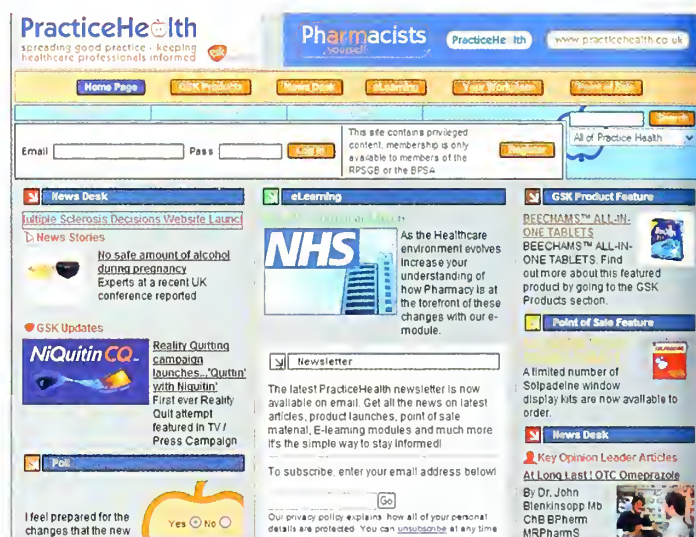 PracticeHealth
spreading good practice - keeping
healthcare professionals informed
gsk
Pharmacists
yourself
PracticeHe lth
www.practicehealth.co.uk
Home Page
GSK Products
News Desk
eLearning
Your Workplace
Point of Sale
Search
All of Practice Health
Email
Pass
Log In
This site contains privileged
content, membership is only
available to members of the
RPSGB or the BPSA
Register
News Desk
ultiple Sclerosis Decisions Website Launc
News Stories
No safe amount of alcohol
during pregnancy
Experts at a recent UK
conference reported
GSK Updates
NiQuitin CQ
Reality Quitting
campaign
launches...'Quittin'
with Niquitin'
First ever Reality
Quit attempt
featured in TV /
Press Campaign
Poll
I feel prepared for the
changes that the new
Yes No
eLearning
NHS
As the Healthcare
environment evolves
increase your
understanding of
how Pharmacy is at
the forefront of these
changes with our e-
module.
Newsletter
The latest PracticeHealth newsletter is now
available on email. Get all the news on latest
articles, product launches, point of sale
material, E-learning modules and much more
It's the simple way to stay informed!
To subscribe, enter your email address below!
Go
Our privacy policy explains how all of your personal
details are protected You can unsubscribe at any time
GSK Product Feature
BEECHAMS™ ALL-IN-
ONE TABLETS
BEECHAMS™ ALL-IN-
ONE TABLETS. Find
out more about this featured
product by going to the GSK
Products section.
Point of Sale Feature
A limited number of
Solpadeine window
display kits are now available to
order.
News Desk
Key Opinion Leader Articles
At Long Last! OTC Omeprazole
By Dr. John
Blenkinsopp Mb
ChB BPherm
MRPharmS